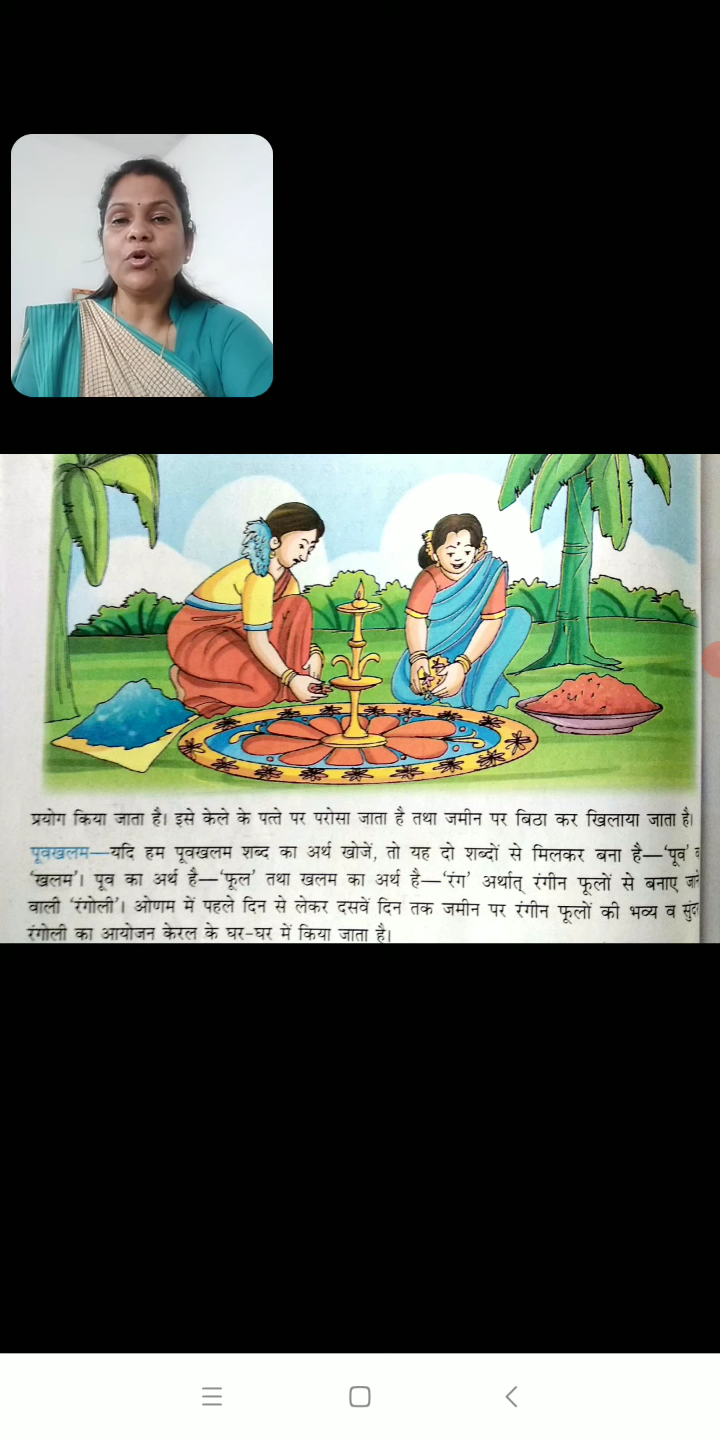 प्रयोग किया जाता है। इसे केले के पत्ते पर परोसा जाता है तथा जमीन पर बिठा कर खिलाया जाता है।
पूवखलम—यदि हम पूवखलम शब्द का अर्थ खोजें, तो यह दो शब्दों से मिलकर बना है—‘पूव’
‘खलम’। पूव का अर्थ है—‘फूल’ तथा खलम का अर्थ है—‘रंग’ अर्थात् रंगीन फूलों से बनाए
वाली ‘रंगोली’। ओणम में पहले दिन से लेकर दसवें दिन तक जमीन पर रंगीन फूलों की भव्य व
रंगोली का आयोजन केरल के घर-घर में किया जाता है।